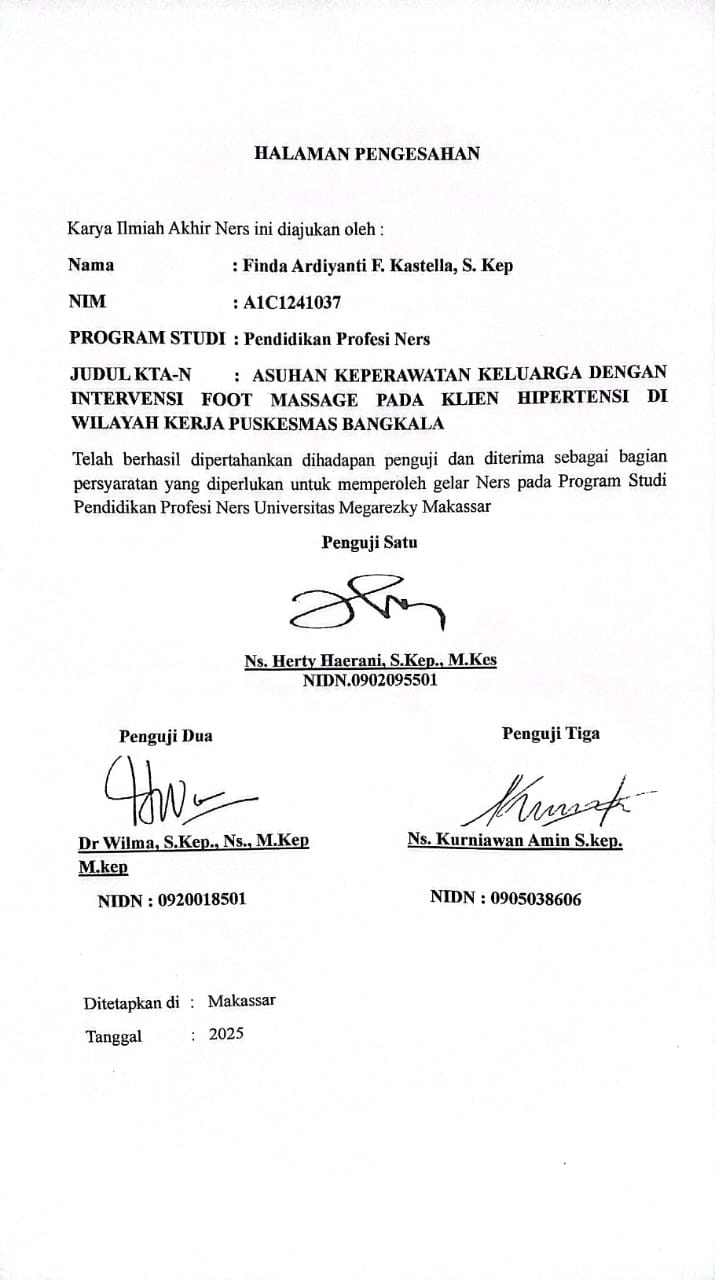 HALAMAN PENGESAHAN
Karya Ilmiah Akhir Ners ini diajukan oleh :
Nama : Finda Ardiyanti F. Kastella, S. Kep
NIM : A1C1241037
PROGRAM STUDI : Pendidikan Profesi Ners
JUDUL KTA-N : ASUHAN KEPERAWATAN KELUARGA DENGAN
INTERVENSI FOOT MASSAGE PADA KLIEN HIPERTENSI DI
WILAYAH KERJA PUSKESMAS BANGKALA
Telah berhasil dipertahankan dihadapan penguji dan diterima sebagai bagian
persyaratan yang diperlukan untuk memperoleh gelar Ners pada Program Studi
Pendidikan Profesi Ners Universitas Megarezky Makassar
Penguji Satu
Ns. Herty Haerani, S.Kep., M.Kes
NIDN.0902095501
Penguji Dua
Dr Wilma, S.Kep., Ns., M.Kep
M.kep
NIDN : 0920018501
Penguji Tiga
Ns. Kurniawan Amin S.kep.
NIDN : 0905038606
Ditetapkan di : Makassar
Tanggal : 2025